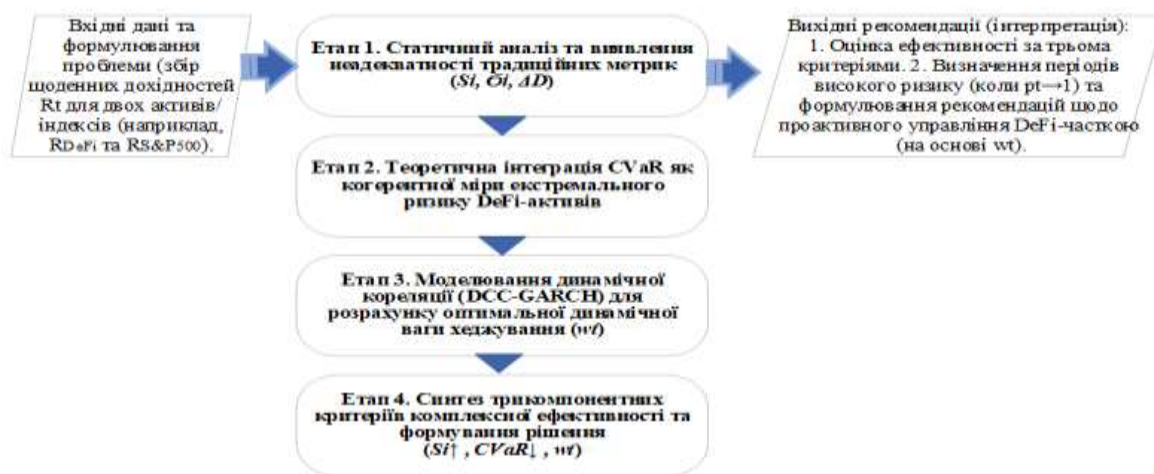 Вхідні дані та
формулювання
проблеми (збір
щоденних дохідностей
Rt для двох активів/
індексів (наприклад,
RDeFi та RS&P500).
Етап 1. Статичний аналіз та виявлення
неадекватності традиційних метрик
(Si, σi, ΔD)
Етап 2. Теоретична інтеграція CVaR як
когерентної міри екстремального
ризику DeFi-активів
Етап 3. Моделювання динамічної
кореляції (DCC-GARCH) для
розрахунку оптимальної динамічної
ваги хеджування (wt)
Етап 4. Синтез трикомпонентних
критеріїв комплексної ефективності та
формування рішення
(Si↑ , CVaR↓ , wt)
Вихідні рекомендації (інтерпретація):
1. Оцінка ефективності за трьома
критеріями. 2. Визначення періодів
високого ризику (коли pt→1) та
формулювання рекомендацій щодо
проактивного управління DeFi-часткою
(на основі wt).